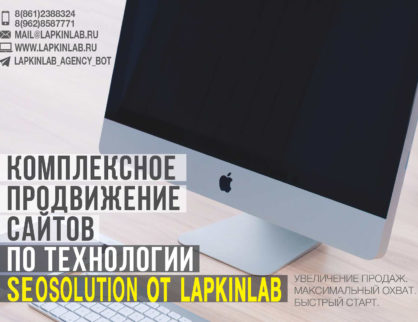 8(861)2388324
8(962)8587771
MAIL@LAPKINLAB.RU
WWW.LAPKINLAB.RU
LAPKINLAB_AGENCY_BOT
КОМПЛЕКСНОЕ
ПРОДВИЖЕНИЕ
САЙТОВ
ПО ТЕХНОЛОГИИ
SEOSOLUTION ОТ LAPKINLAB
УВЕЛИЧЕНИЕ ПРОДАЖ.
МАКСИМАЛЬНЫЙ ОХВАТ.
БЫСТРЫЙ СТАРТ.